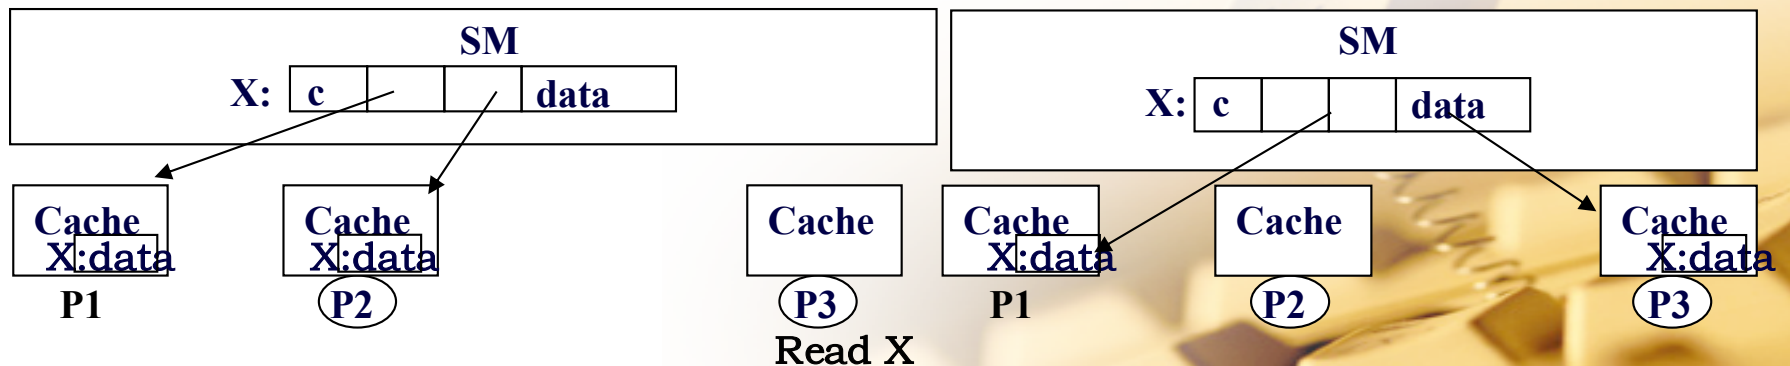 SM
X: c data
Cache Cache Cache
X:data X:data
P1 P2 P3
Read X
SM
X: c data
Cache Cache Cache
X:data X:data
P1 P2 P3